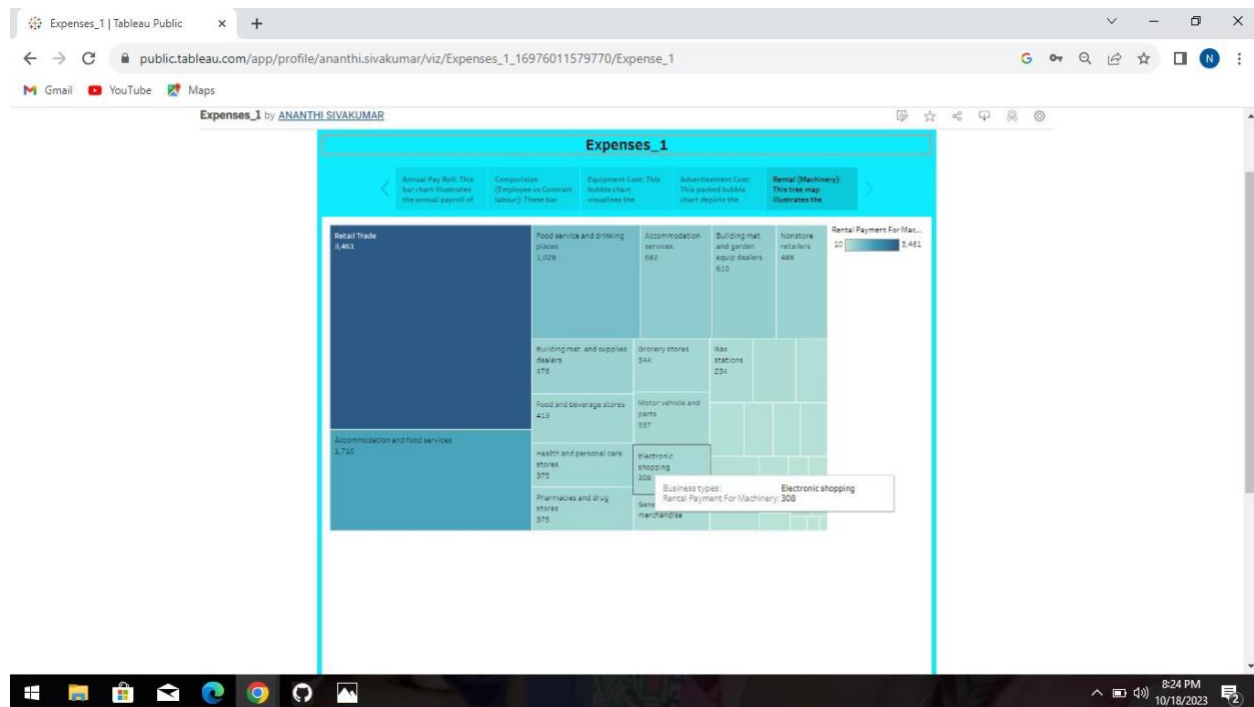 Expenses_1 | Tableau Public
public.tableau.com/app/profile/ananthi.sivakumar/viz/Expenses_1_16976011579770/Expense_1
N
Gmail
YouTube
Maps
Expenses_1 by ANANTHI SIVAKUMAR
Expenses_1
Annual Pay Roll: This
bar chart illustrates
the annual payroll of
Comparision
(Employee vs Contract
labour): These bar
Equipment Cost: This
bubble chart
visualises the
Advertisement Cost:
This packed bubble
chart depicts the
Rental (Machinery):
This tree map
illustrates the
Retail Trade
3,461
Food service and drinking
places
1,028
Accommodation
services
682
Building mat.
and garden
equip dealers
610
Nonstore
retailers
488
Rental Payment For Mac...
10
3,461
Building mat. and supplies
dealers
478
Grocery stores
344
Gas
stations
234
Food and beverage stores
413
Motor vehicle and
parts
337
Accommodation and food services
1,710
Health and personal care
stores
375
Electronic
shopping
308
Business types: Electronic shopping
Rental Payment For Machinery: 308
Pharmacies and drug
stores
375
merchandise
8:24 PM
10/18/2023
2